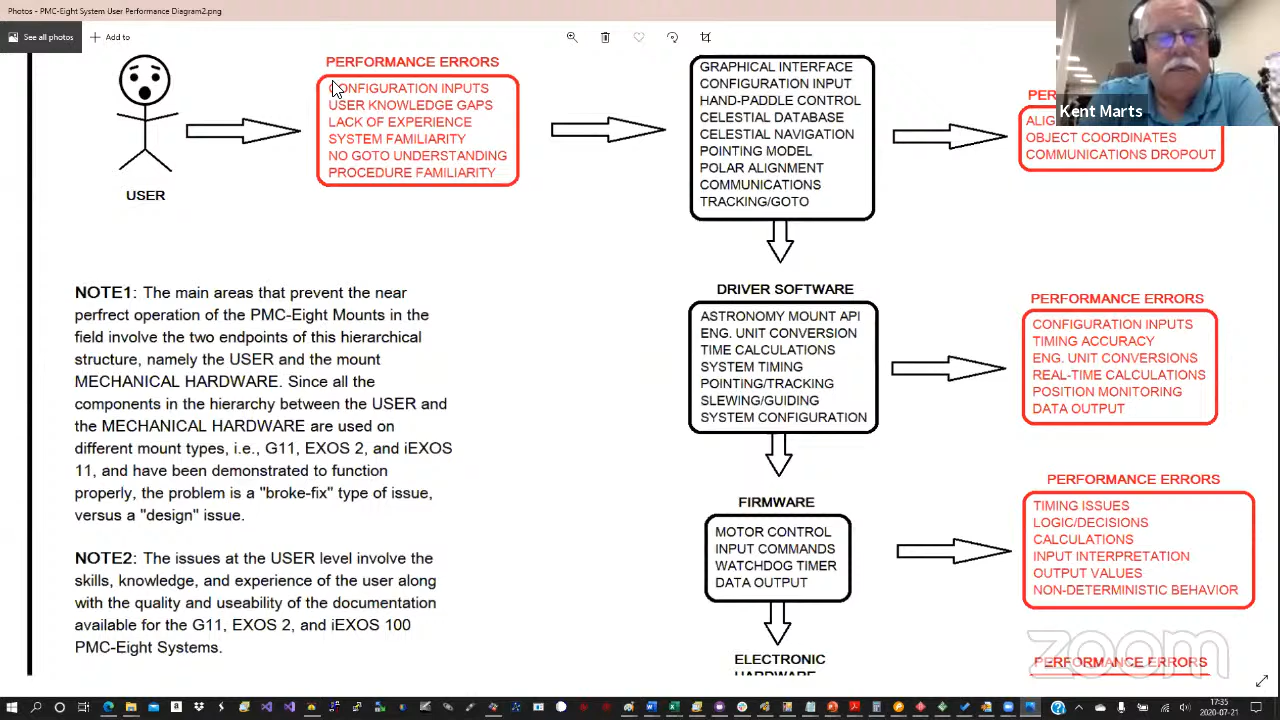 Photos - PMC-Eight System User Performance Diagram2.png
See all photos
Add to
PERFORMANCE ERRORS
CONFIGURATION INPUTS
USER KNOWLEDGE GAPS
LACK OF EXPERIENCE
SYSTEM FAMILIARITY
NO GOTO UNDERSTANDING
PROCEDURE FAMILIARITY
USER
GRAPHICAL INTERFACE
CONFIGURATION INPUT
HAND-PADDLE CONTROL
CELESTIAL DATABASE
CELESTIAL NAVIGATION
POINTING MODEL
POLAR ALIGNMENT
COMMUNICATIONS
TRACKING/GOTO
Kent Marts
OBJECT COORDINATES
COMMUNICATIONS DROPOUT
NOTE1: The main areas that prevent the near
perfrect operation of the PMC-Eight Mounts in the
field involve the two endpoints of this hierarchical
structure, namely the USER and the mount
MECHANICAL HARDWARE. Since all the
components in the hierarchy between the USER and
the MECHANICAL HARDWARE are used on
different mount types, i.e., G11, EXOS 2, and iEXOS
11, and have been demonstrated to function
properly, the problem is a "broke-fix" type of issue,
versus a "design" issue.
NOTE2: The issues at the USER level involve the
skills, knowledge, and experience of the user along
with the quality and useability of the documentation
available for the G11, EXOS 2, and iEXOS 100
PMC-Eight Systems.
DRIVER SOFTWARE
ASTRONOMY MOUNT API
ENG. UNIT CONVERSION
TIME CALCULATIONS
SYSTEM TIMING
POINTING/TRACKING
SLEWING/GUIDING
SYSTEM CONFIGURATION
PERFORMANCE ERRORS
CONFIGURATION INPUTS
TIMING ACCURACY
ENG. UNIT CONVERSIONS
REAL-TIME CALCULATIONS
POSITION MONITORING
DATA OUTPUT
FIRMWARE
MOTOR CONTROL
INPUT COMMANDS
WATCHDOG TIMER
DATA OUTPUT
PERFORMANCE ERRORS
TIMING ISSUES
LOGIC/DECISIONS
CALCULATIONS
INPUT INTERPRETATION
OUTPUT VALUES
NON-DETERMINISTIC BEHAVIOR
ELECTRONIC
HARDWARE
PERFORMANCE ERRORS
zoom
17:35
2020-07-21